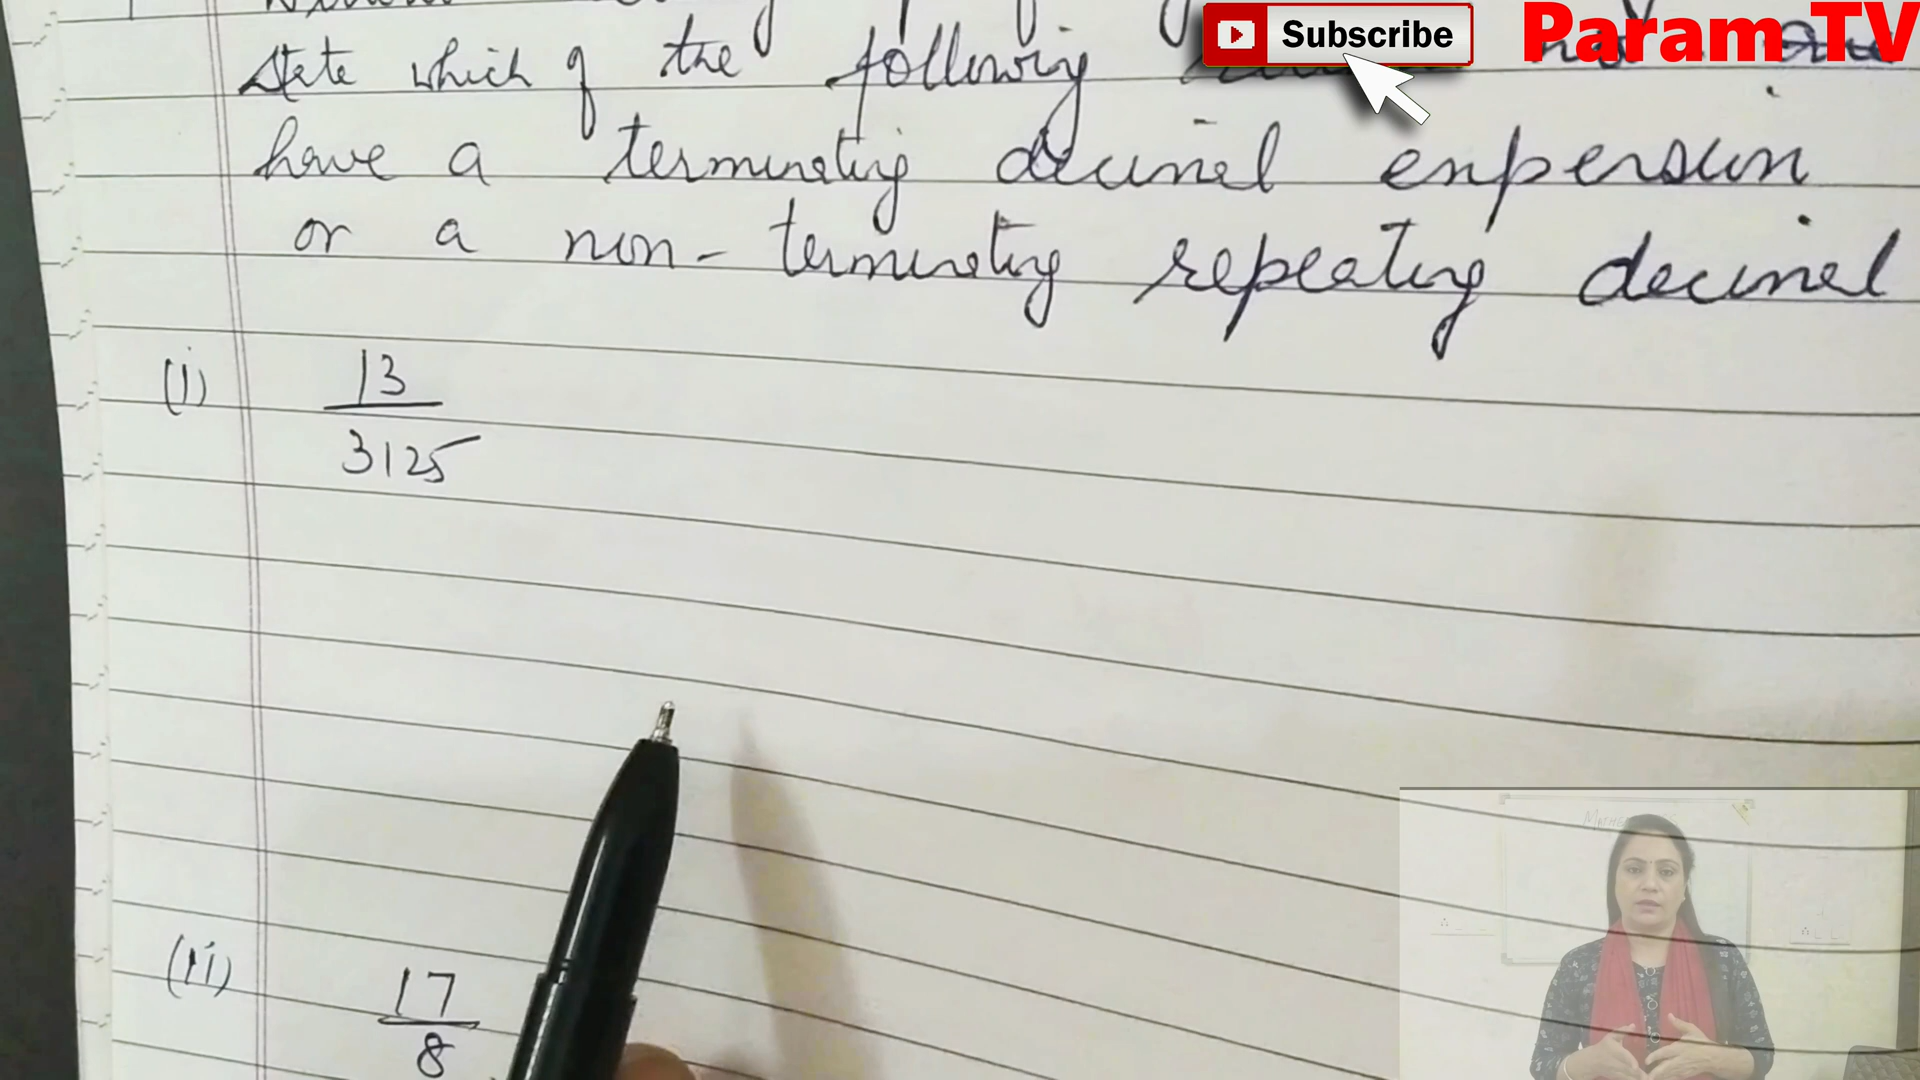 Subscribe
Param TV
State which of the following
have a terminating decimal expersion
or a non-terminating repeating decimal
(i) 13
3125
(ii) 17
8